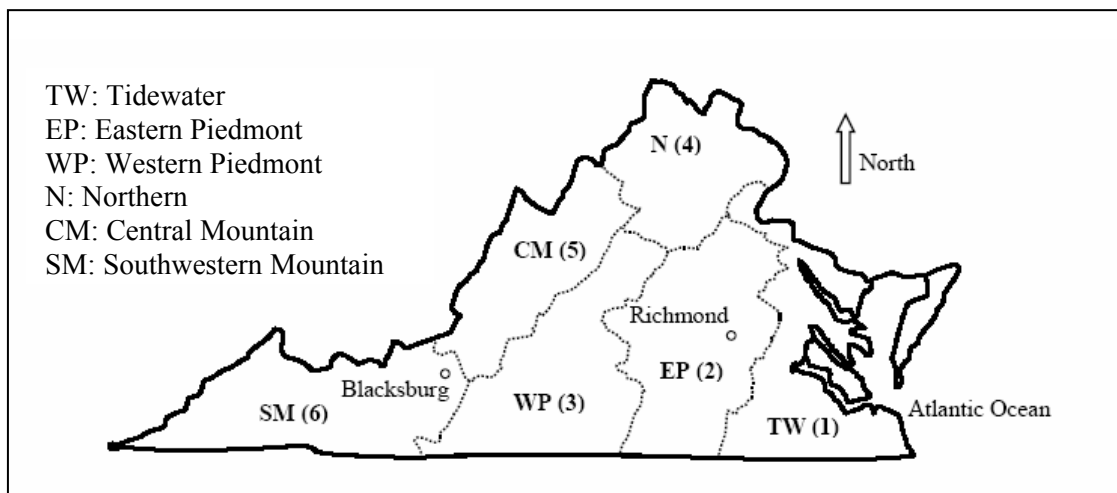 TW: Tidewater
EP: Eastern Piedmont
WP: Western Piedmont
N: Northern
CM: Central Mountain
SM: Southwestern Mountain
N (4)
North
CM (5)
Richmond
EP (2)
Blacksburg
SM (6)
WP (3)
TW (1)
Atlantic Ocean